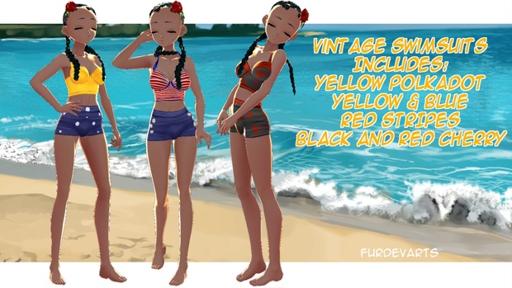 VINTAGE SWIMSUITS
INCLUDES:
YELLOW POLKADOT
YELLOW & BLUE
RED STRIPES
BLACK AND RED CHERRY
FURDEVARTS